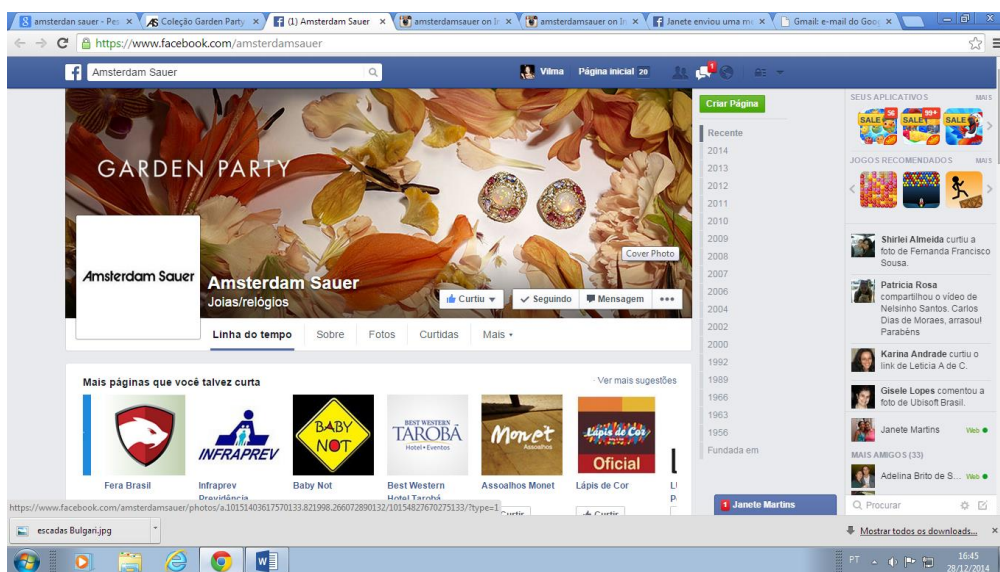 amsterdan sauer - Pes
Coleção Garden Party
(1) Amsterdam Sauer
amsterdamsauer on In
amsterdamsauer on In
Janete enviou uma me
Gmail: e-mail do Goog
https://www.facebook.com/amsterdamsauer
Amsterdam Sauer
Vilma
Página inicial 20
1
GARDEN PARTY
Cover Photo
Amsterdam Sauer
Amsterdam Sauer
Joias/relógios
Curtiu
Seguindo
Mensagem
Linha do tempo
Sobre
Fotos
Curtidas
Mais
Mais páginas que você talvez curta
Ver mais sugestões
INFRAPREV
BABY
NOT
BEST WESTERN
TAROBÁ
Hotel • Eventos
Monet
Assoalhos
Lápis de Cor
Oficial
Fera Brasil
Infraprev
Previdência
Baby Not
Best Western
Hotel Tarobá
Assoalhos Monet
Lápis de Cor
Curtir
Curtir
Criar Página
Recente
2014
2013
2012
2011
2010
2009
2008
2007
2006
2004
2002
2000
1992
1989
1966
1963
1956
Fundada em
SEUS APLICATIVOS
MAIS
SALE
56
SALE
99+
SALE
JOGOS RECOMENDADOS
MAIS
Shirlei Almeida curtiu a
foto de Fernanda Francisco
Sousa.
Patricia Rosa
compartilhou o vídeo de
Nelsinho Santos. Carlos
Dias de Moraes, arrasou!
Parabéns
Karina Andrade curtiu o
link de Leticia A de C.
Gisele Lopes comentou a
foto de Ubisoft Brasil.
Janete Martins
Web
MAIS AMIGOS (33)
Adelina Brito de S...
Web
Procurar
1 Janete Martins
https://www.facebook.com/amsterdamsauer/photos/a.10151403617570133.821998.266072890132/10154827670275133/?type=1
escadas Bulgari.jpg
Mostrar todos os downloads...
PT
16:45
28/12/2014